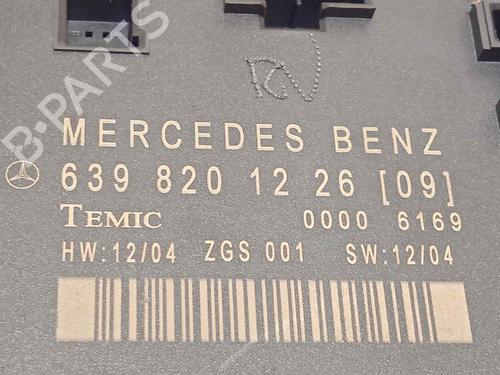 B-PARTS
MERCEDES BENZ
639 820 12 26 [09]
TEMIC 0000 6169
HW:12/04 ZGS 001 SW:12/04